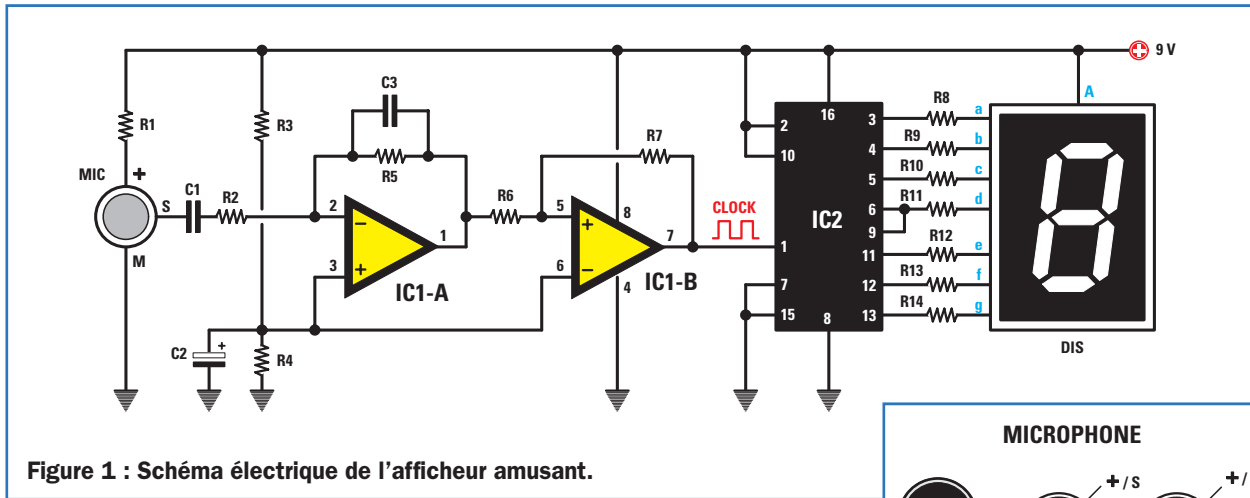 9 V
C3
A
R1
R3
R7
R8
a
R9
b
R10
c
R11
d
R12
e
R13
f
R14
g
16
2
10
3
4
5
6
9
11
12
13
1
7
15
8
IC2
MIC
+
S
M
C1
R2
R5
R6
2
3
1
IC1-A
5
6
8
7
4
IC1-B
CLOCK
C2
+
R4
DIS
MICROPHONE
+ / S
+ /
Figure 1 : Schéma électrique de l’afficheur amusant.